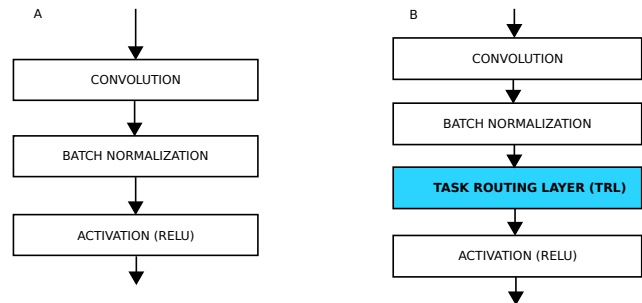 A
CONVOLUTION
BATCH NORMALIZATION
ACTIVATION (RELU)
B
CONVOLUTION
BATCH NORMALIZATION
TASK ROUTING LAYER (TRL)
ACTIVATION (RELU)